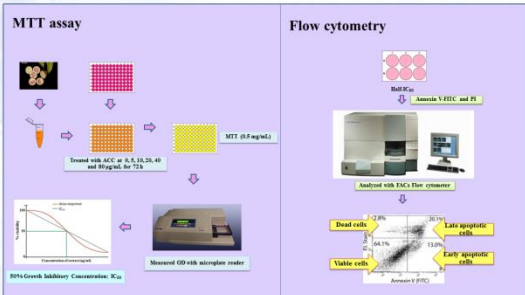 MTT assay
Treated with ACC at 0, 5, 10, 20, 40
and 80 µg/mL for 72 h
MTT (0.5 mg/mL)
Measured OD with microplate reader
% viability
50% Growth Inhibitory Concentration: IC₅₀
Flow cytometry
Half-IC₅₀
Annexin V-FITC and PI
Analyzed with FACs Flow cytometer
Dead cells
2.8%
20.1%
Late apoptotic
cells
64.1%
13.0%
Viable cells
Early apoptotic
cells
Annexin V (FITC)